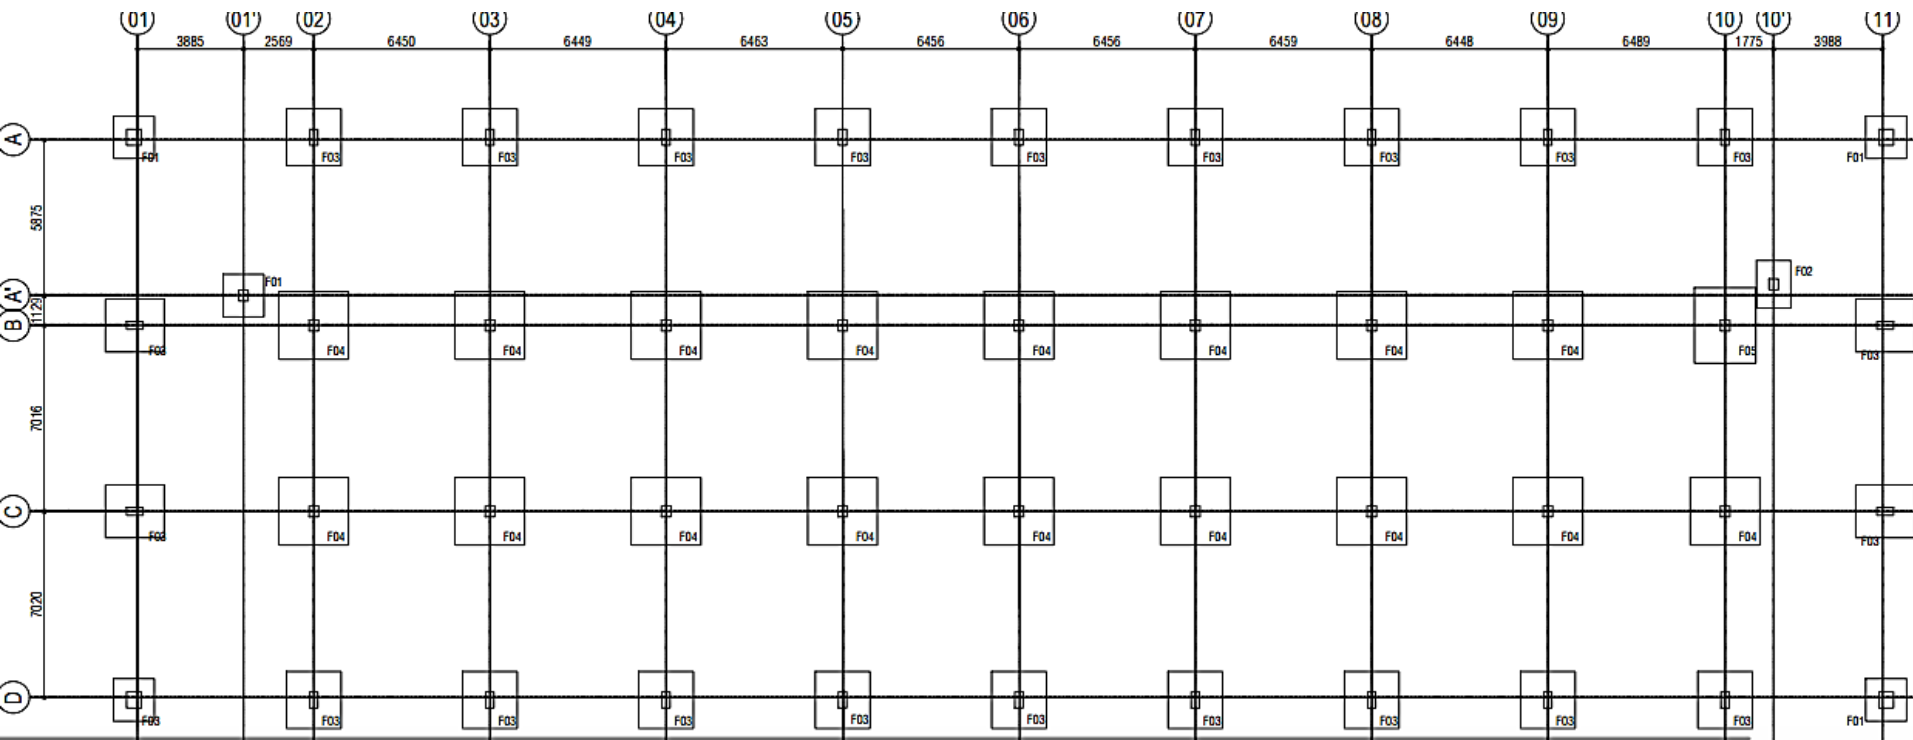 (01) (01') (02) (03) (04) (05) (06) (07) (08) (09) (10) (10') (11)
3885 2569 6450 6449 6463 6456 6456 6459 6448 6489 1775 3988
A
F01 F03 F03 F03 F03 F03 F03 F03 F03 F03 F01
5875
F01 F02
A'
1129
B
F03 F04 F04 F04 F04 F04 F04 F04 F04 F05 F03
7016
C
F03 F04 F04 F04 F04 F04 F04 F04 F04 F04 F03
7020
D
F03 F03 F03 F03 F03 F03 F03 F03 F03 F03 F01